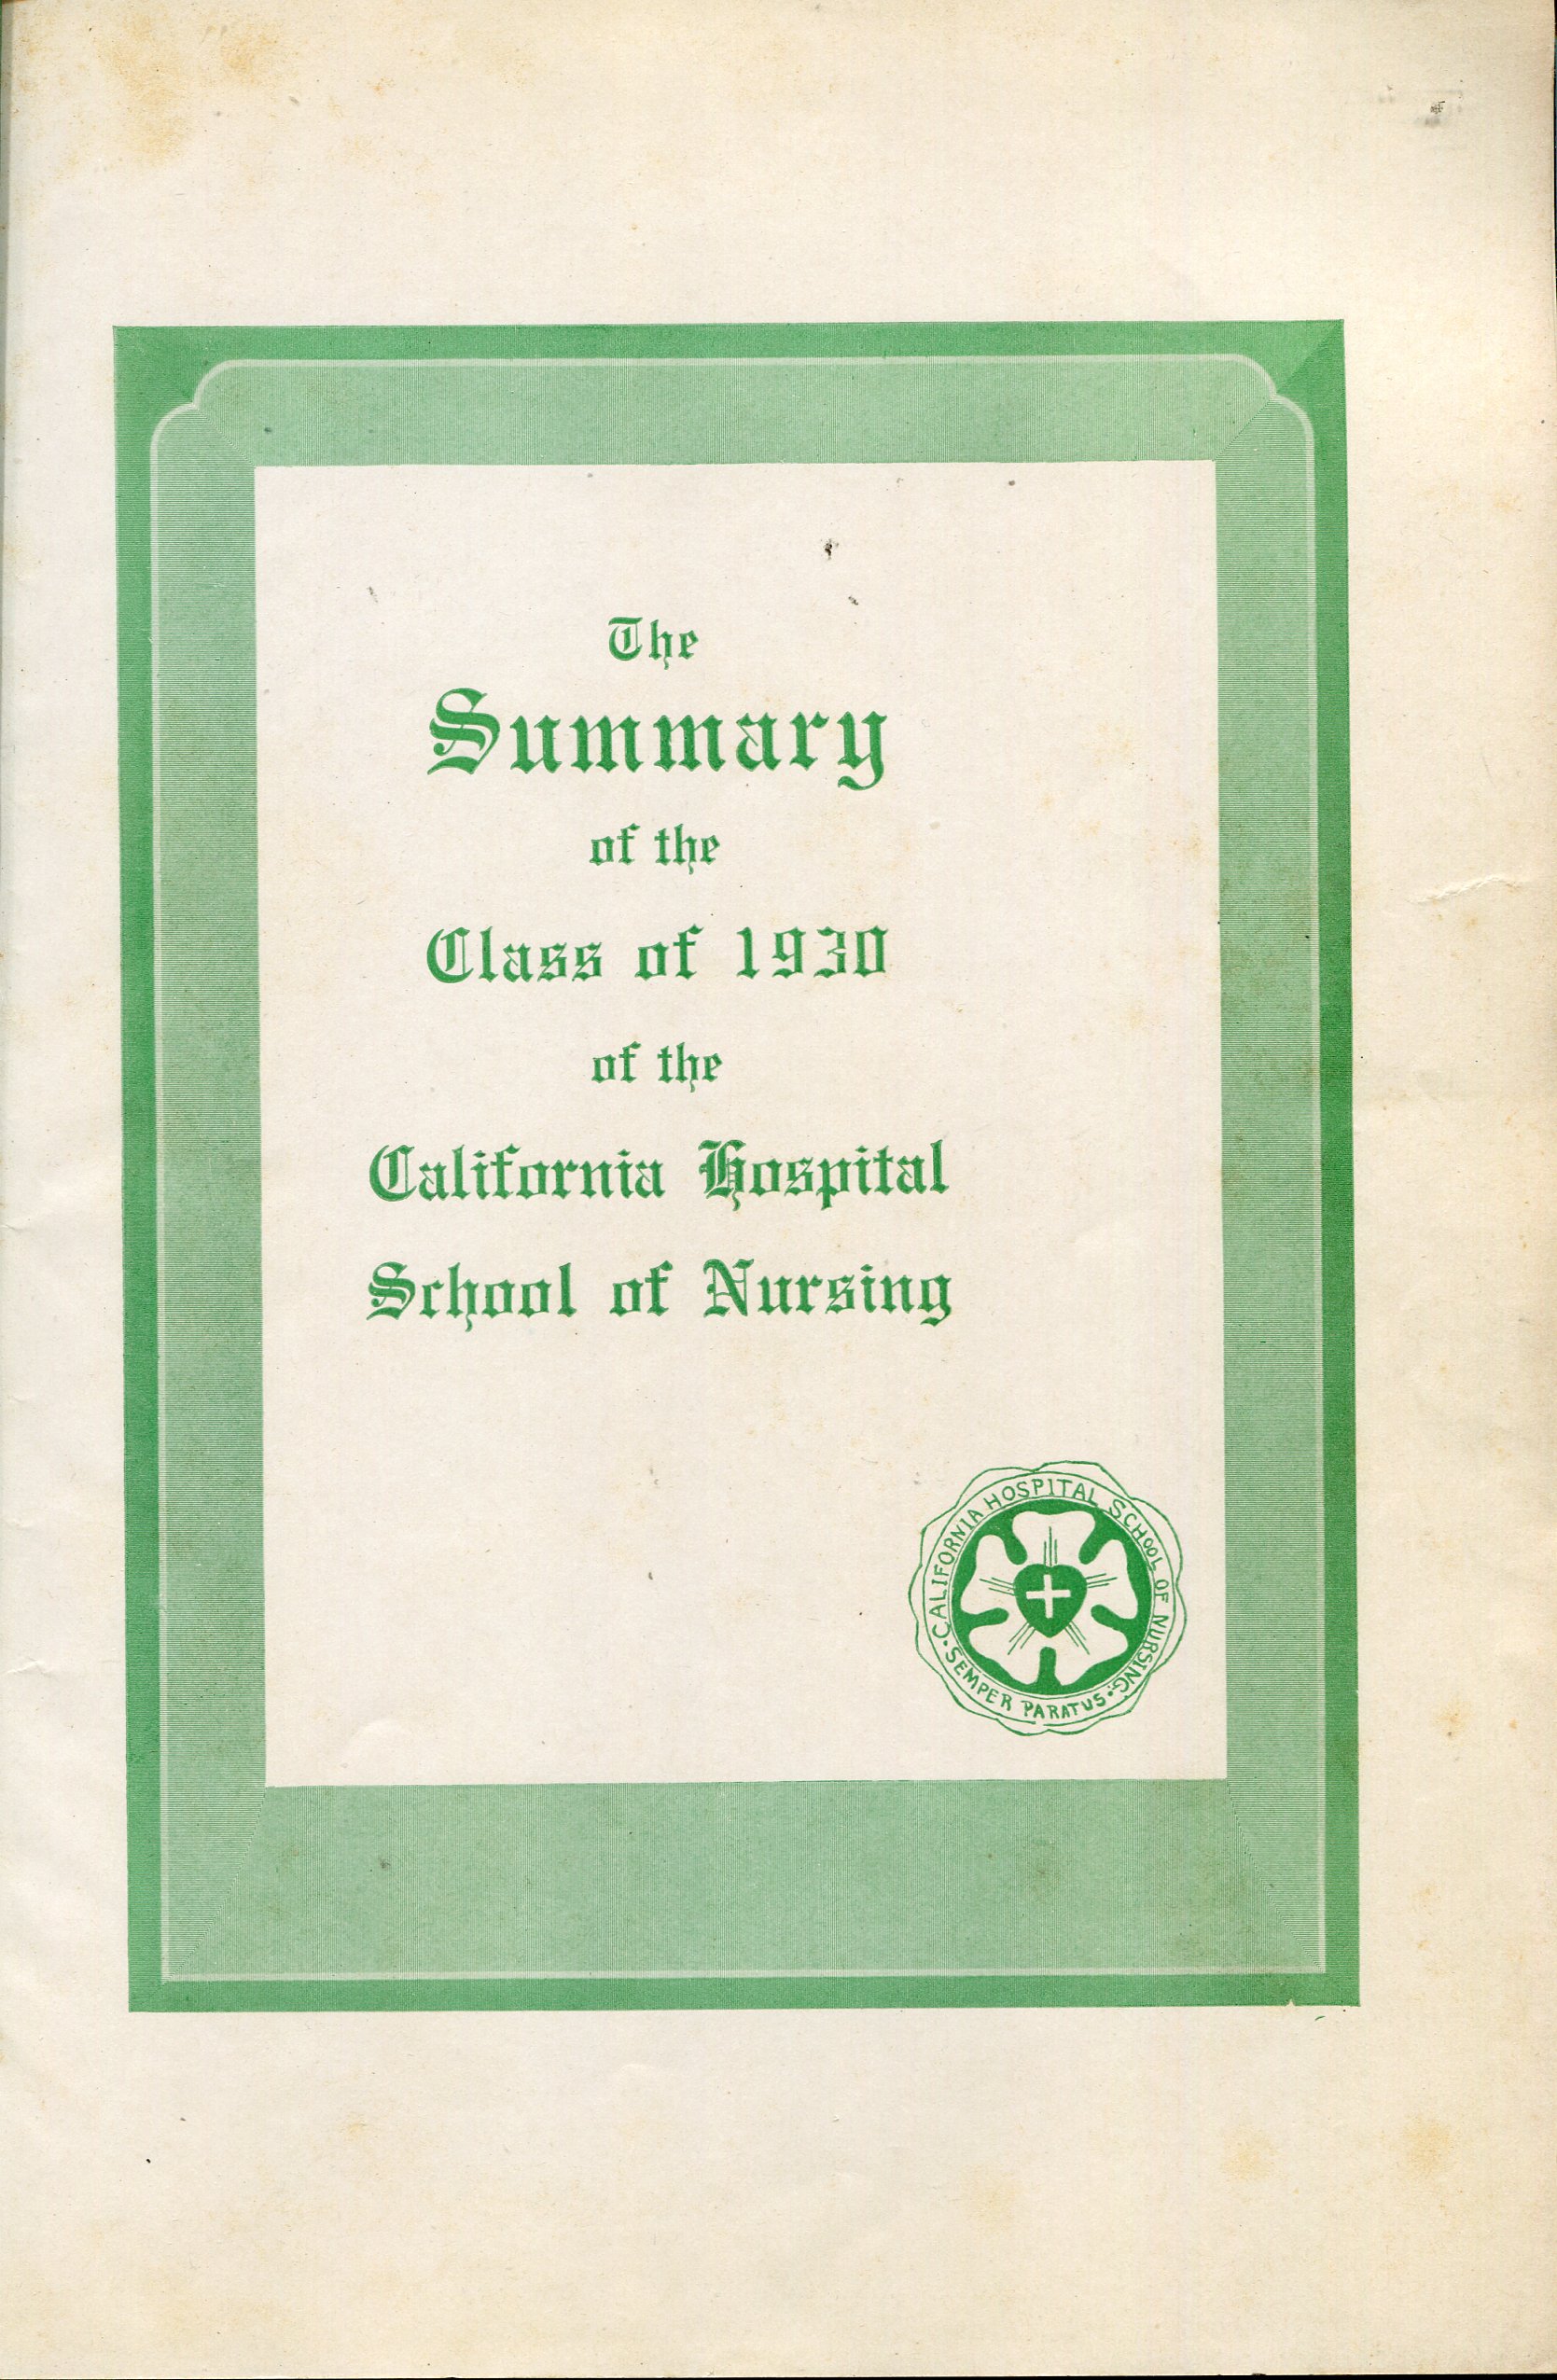 The
Summary
of the
Class of 1930
of the
California Hospital
School of Nursing
·CALIFORNIA HOSPITAL SCHOOL OF NURSING·
SEMPER PARATUS·